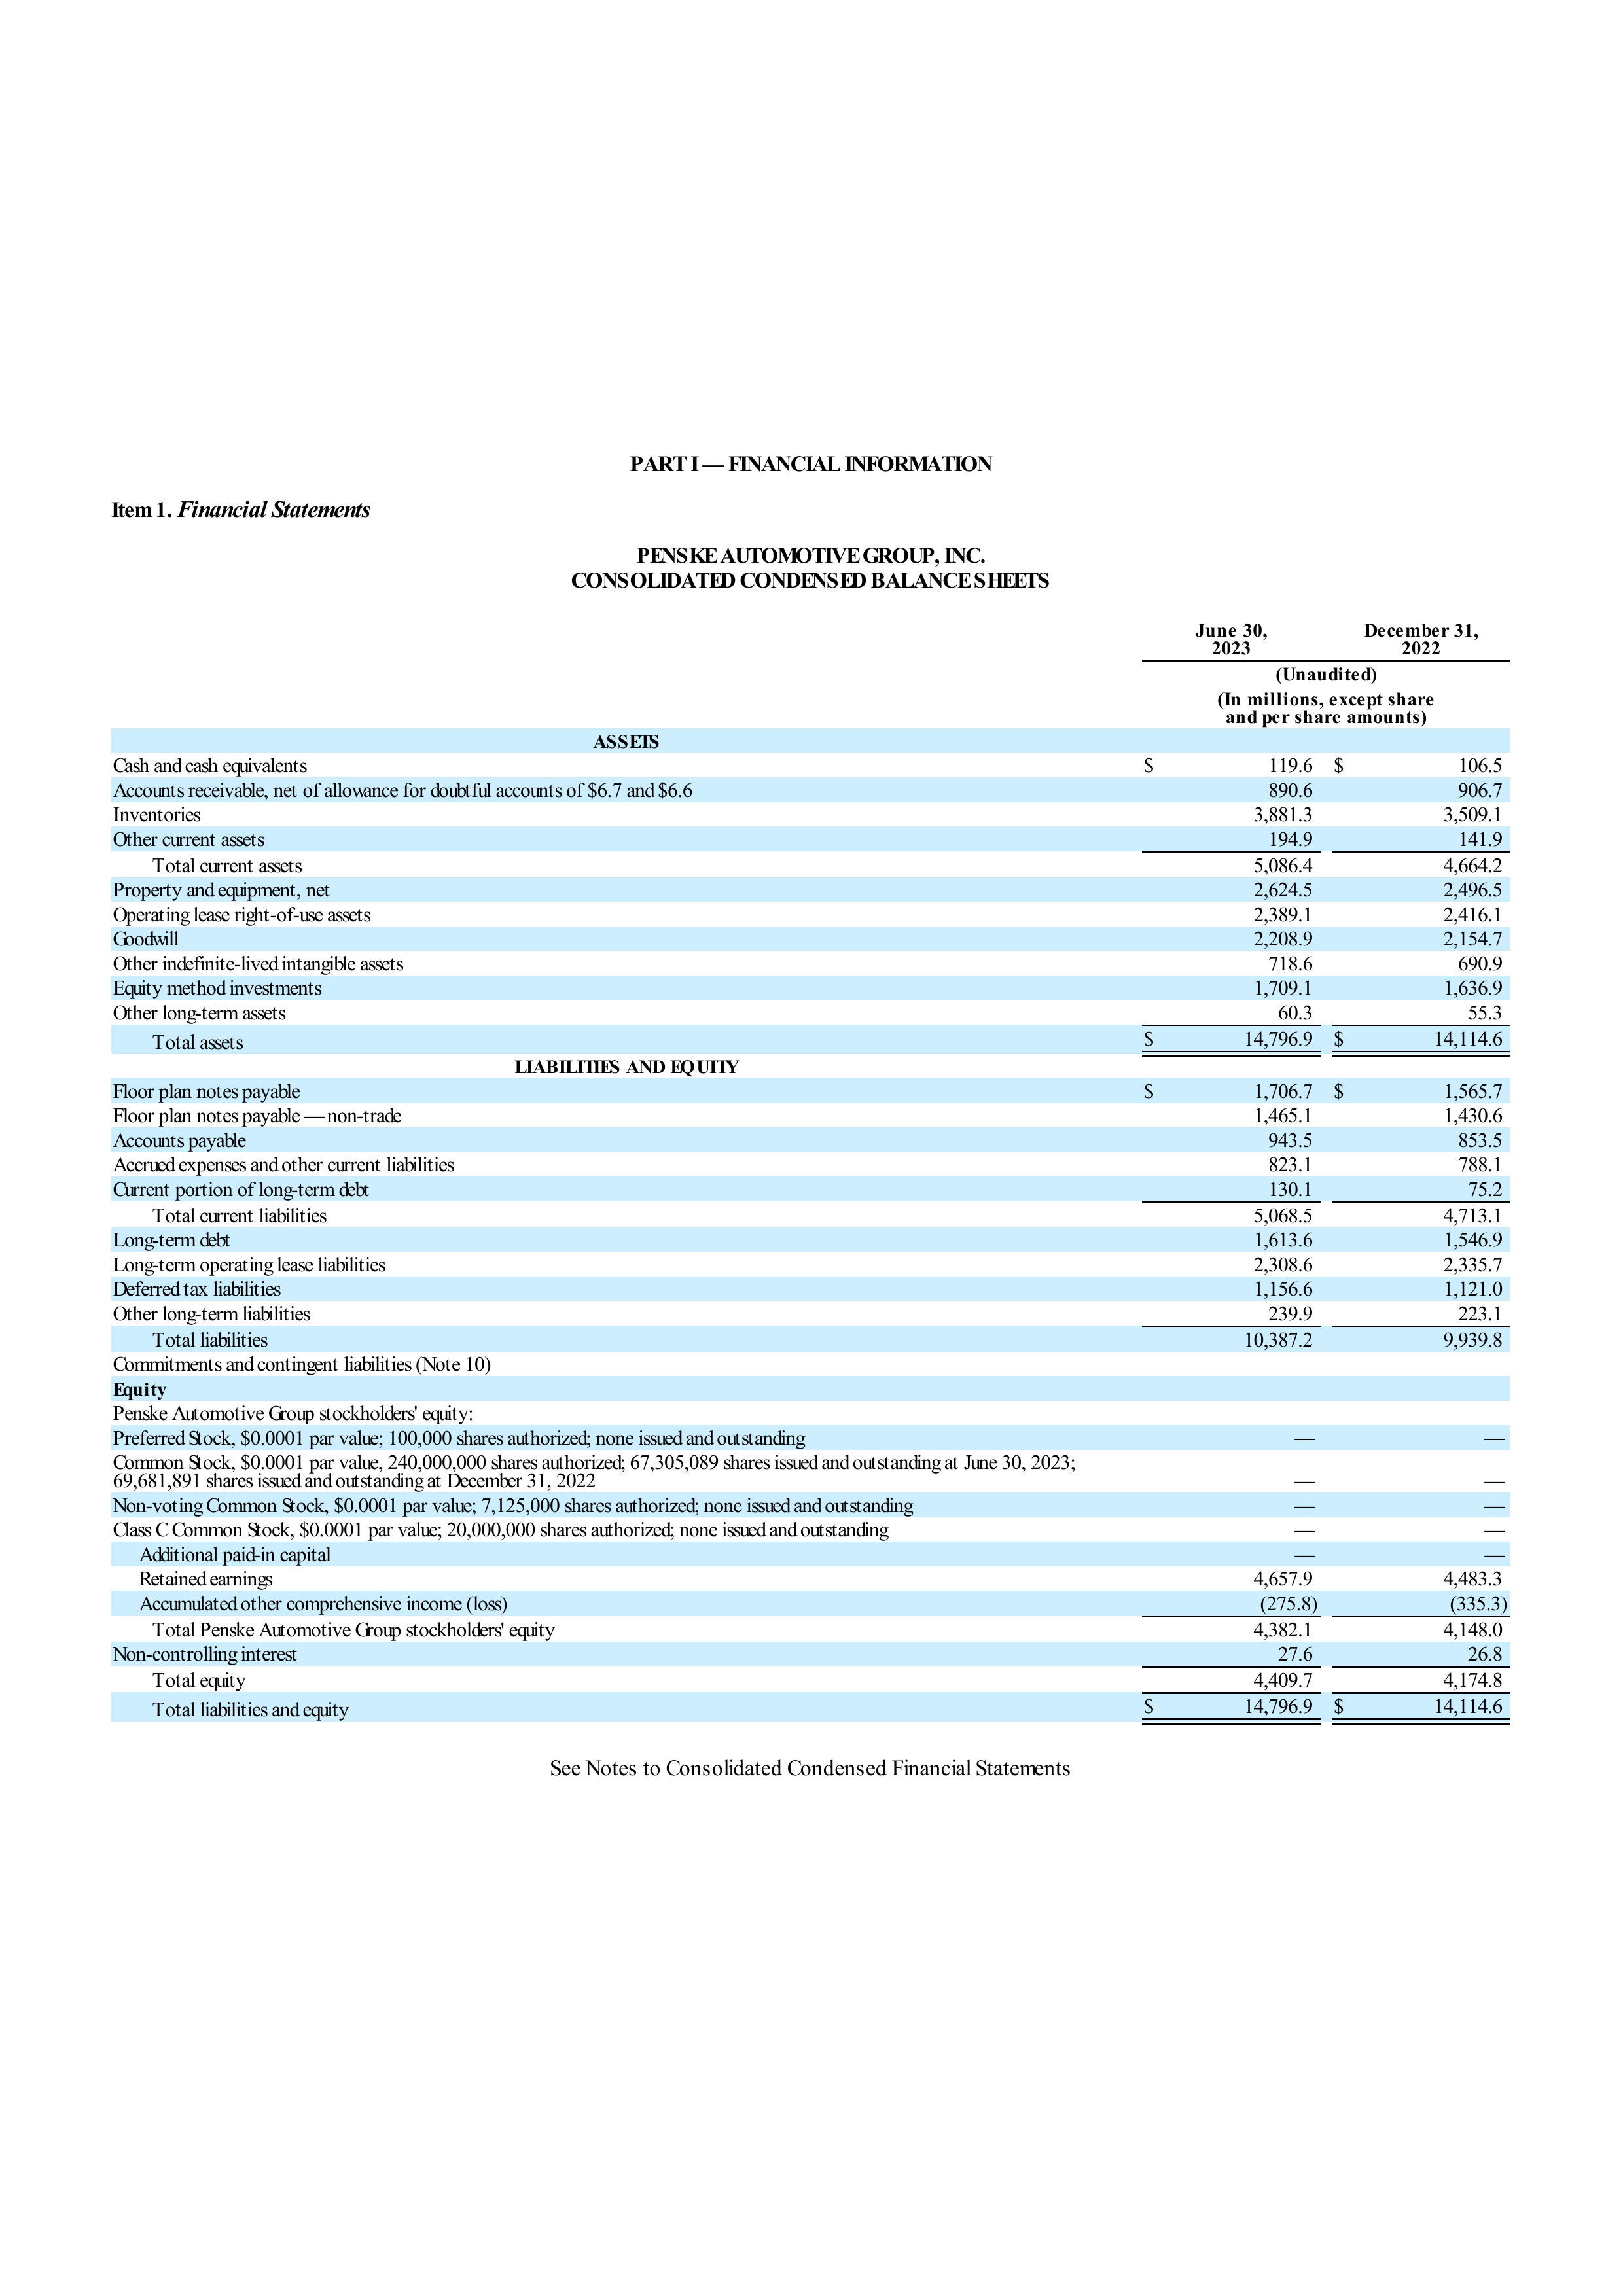 PART I — FINANCIAL INFORMATION
Item 1. Financial Statements
PENSKE AUTOMOTIVE GROUP, INC.
CONSOLIDATED CONDENSED BALANCE SHEETS
June 30, 2023 December 31, 2022
(Unaudited)
(In millions, except share
and per share amounts)
ASSETS
Cash and cash equivalents $ 119.6 $ 106.5
Accounts receivable, net of allowance for doubtful accounts of $6.7 and $6.6 890.6 906.7
Inventories 3,881.3 3,509.1
Other current assets 194.9 141.9
Total current assets 5,086.4 4,664.2
Property and equipment, net 2,624.5 2,496.5
Operating lease right-of-use assets 2,389.1 2,416.1
Goodwill 2,208.9 2,154.7
Other indefinite-lived intangible assets 718.6 690.9
Equity method investments 1,709.1 1,636.9
Other long-term assets 60.3 55.3
Total assets $ 14,796.9 $ 14,114.6
LIABILITIES AND EQUITY
Floor plan notes payable $ 1,706.7 $ 1,565.7
Floor plan notes payable — non-trade 1,465.1 1,430.6
Accounts payable 943.5 853.5
Accrued expenses and other current liabilities 823.1 788.1
Current portion of long-term debt 130.1 75.2
Total current liabilities 5,068.5 4,713.1
Long-term debt 1,613.6 1,546.9
Long-term operating lease liabilities 2,308.6 2,335.7
Deferred tax liabilities 1,156.6 1,121.0
Other long-term liabilities 239.9 223.1
Total liabilities 10,387.2 9,939.8
Commitments and contingent liabilities (Note 10)
Equity
Penske Automotive Group stockholders' equity:
Preferred Stock, $0.0001 par value; 100,000 shares authorized; none issued and outstanding — —
Common Stock, $0.0001 par value, 240,000,000 shares authorized; 67,305,089 shares issued and outstanding at June 30, 2023;
69,681,891 shares issued and outstanding at December 31, 2022 — —
Non-voting Common Stock, $0.0001 par value; 7,125,000 shares authorized; none issued and outstanding — —
Class C Common Stock, $0.0001 par value; 20,000,000 shares authorized; none issued and outstanding — —
Additional paid-in capital — —
Retained earnings 4,657.9 4,483.3
Accumulated other comprehensive income (loss) (275.8) (335.3)
Total Penske Automotive Group stockholders' equity 4,382.1 4,148.0
Non-controlling interest 27.6 26.8
Total equity 4,409.7 4,174.8
Total liabilities and equity $ 14,796.9 $ 14,114.6
See Notes to Consolidated Condensed Financial Statements